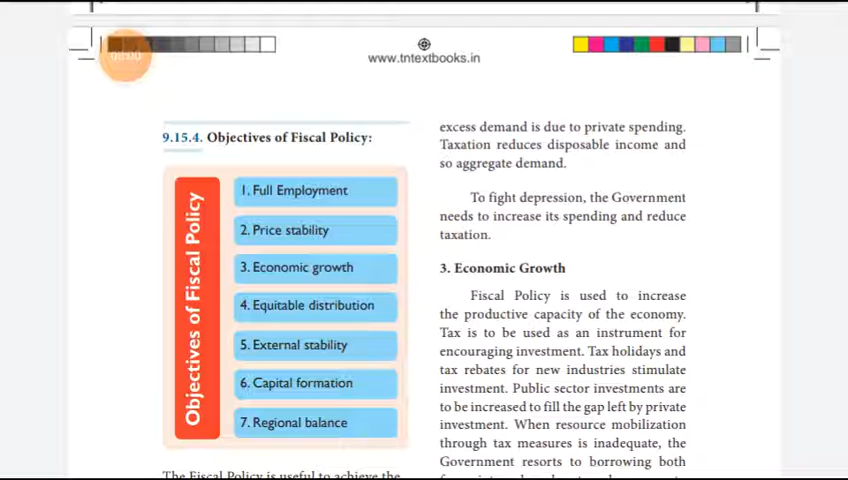 www.tntextbooks.in
00:00
9.15.4. Objectives of Fiscal Policy:
Objectives of Fiscal Policy
1. Full Employment
2. Price stability
3. Economic growth
4. Equitable distribution
5. External stability
6. Capital formation
7. Regional balance
The Fiscal Policy is useful to achieve the
excess demand is due to private spending.
Taxation reduces disposable income and
so aggregate demand.
To fight depression, the Government
needs to increase its spending and reduce
taxation.
3. Economic Growth
Fiscal Policy is used to increase
the productive capacity of the economy.
Tax is to be used as an instrument for
encouraging investment. Tax holidays and
tax rebates for new industries stimulate
investment. Public sector investments are
to be increased to fill the gap left by private
investment. When resource mobilization
through tax measures is inadequate, the
Government resorts to borrowing both